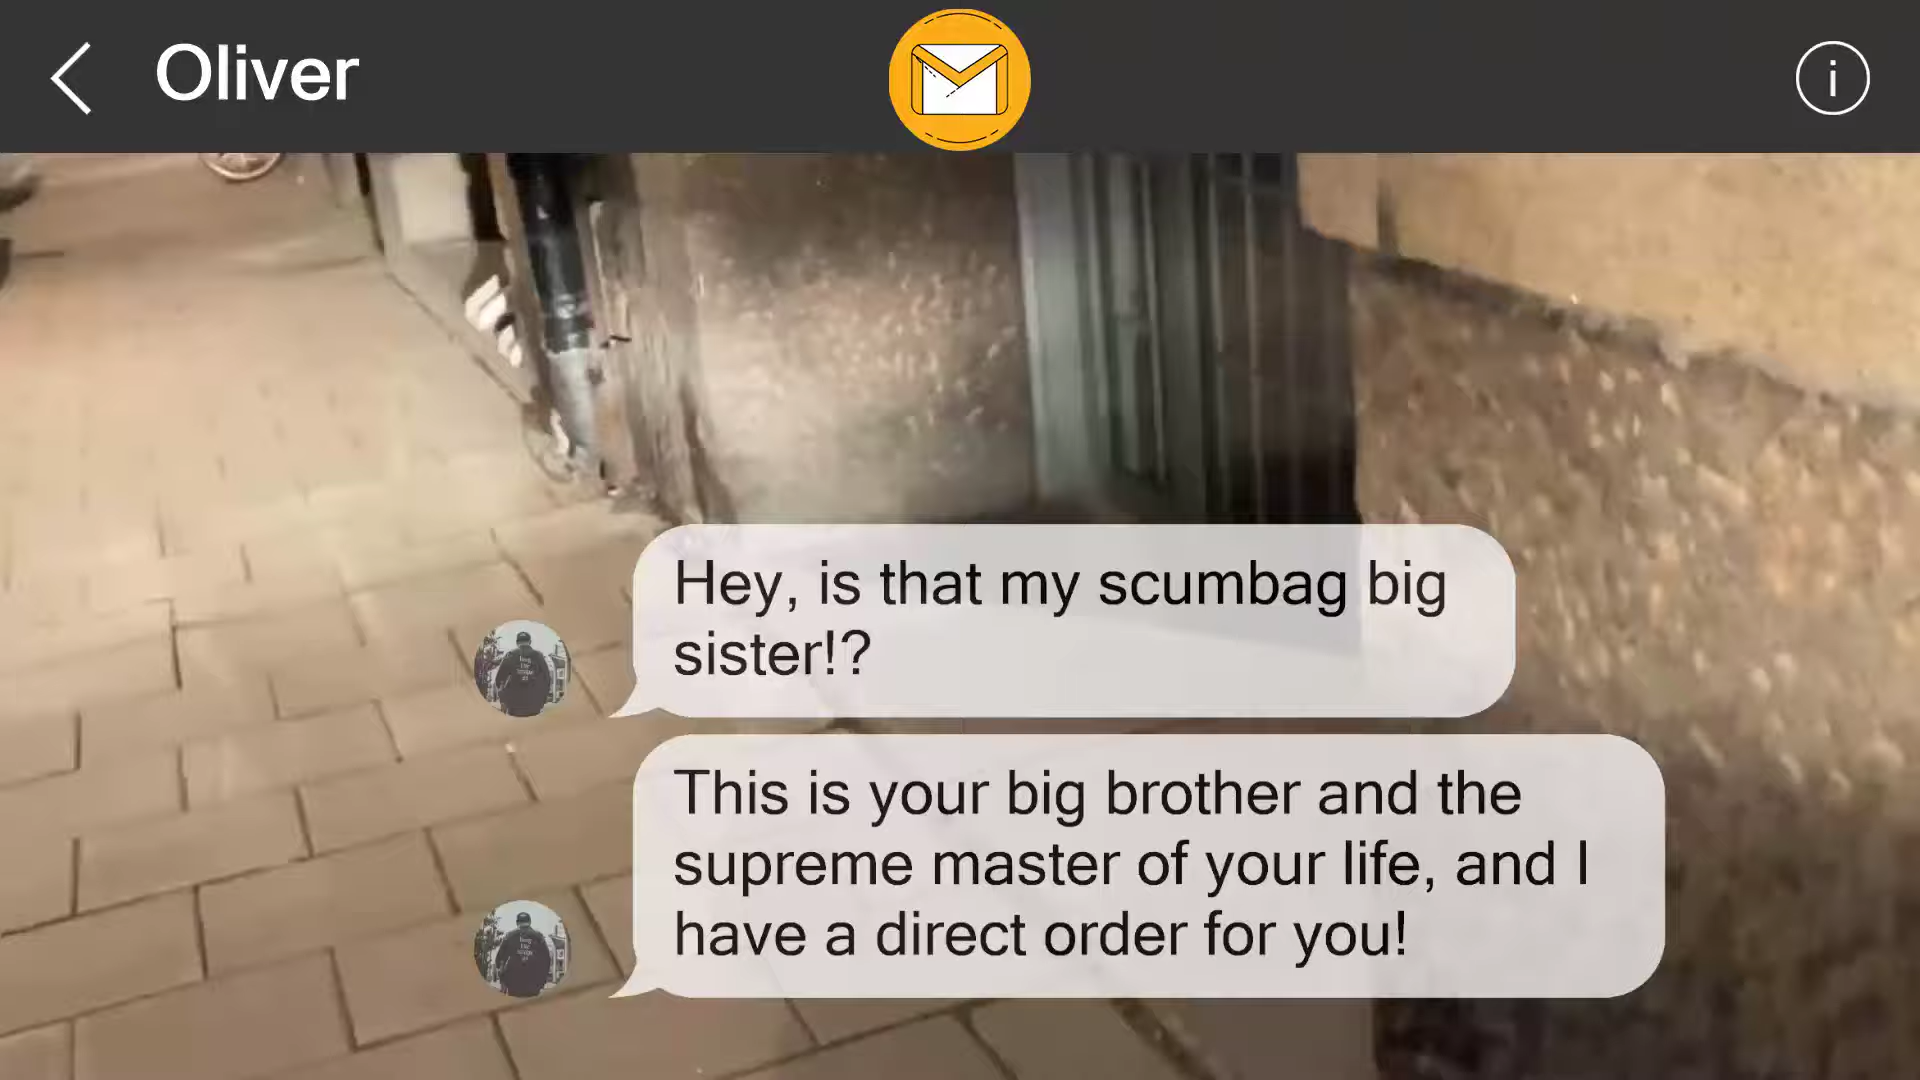 Oliver
Hey, is that my scumbag big
sister!?
This is your big brother and the
supreme master of your life, and I
have a direct order for you!